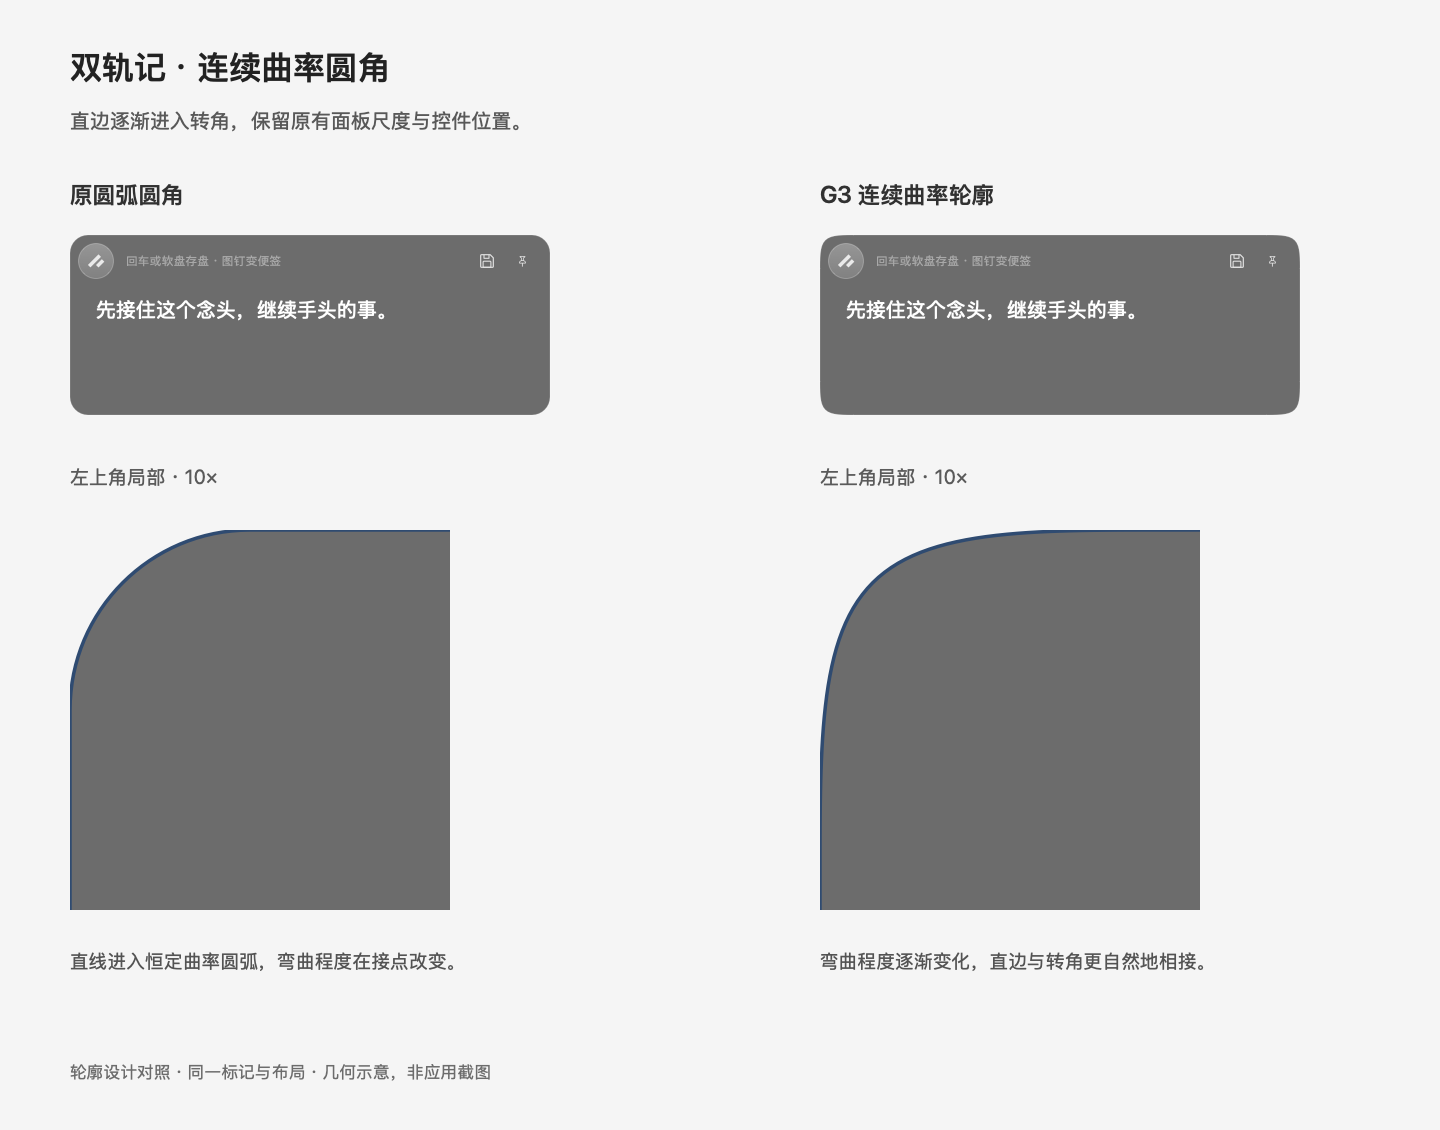 双轨记 · 连续曲率圆角
直边逐渐进入转角，保留原有面板尺度与控件位置。
原圆弧圆角
回车或软盘存盘 · 图钉变便签
先接住这个念头，继续手头的事。
左上角局部 · 10×
直线进入恒定曲率圆弧，弯曲程度在接点改变。
G3 连续曲率轮廓
回车或软盘存盘 · 图钉变便签
先接住这个念头，继续手头的事。
左上角局部 · 10×
弯曲程度逐渐变化，直边与转角更自然地相接。
轮廓设计对照 · 同一标记与布局 · 几何示意，非应用截图